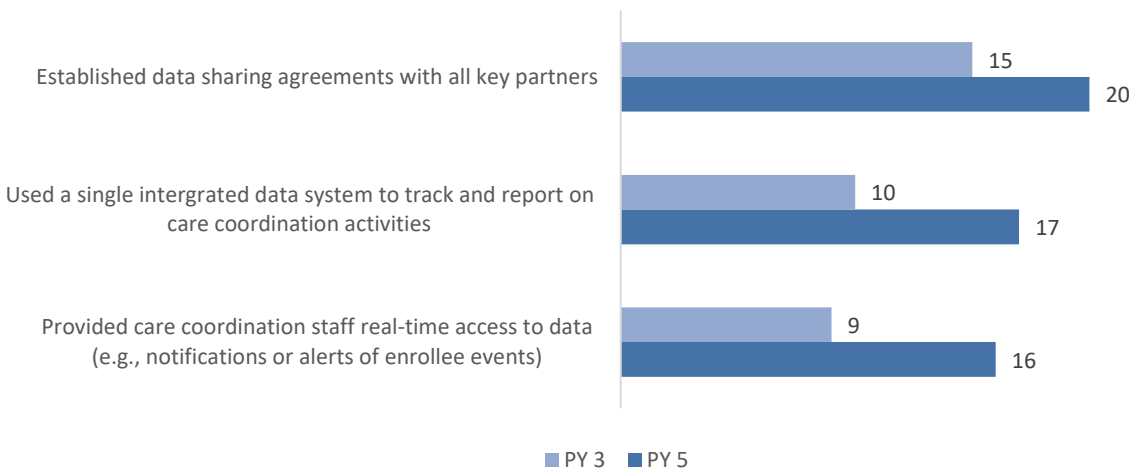 Established data sharing agreements with all key partners
15
20
Used a single intergrated data system to track and report on
care coordination activities
10
17
Provided care coordination staff real-time access to data
(e.g., notifications or alerts of enrollee events)
9
16
PY 3 PY 5